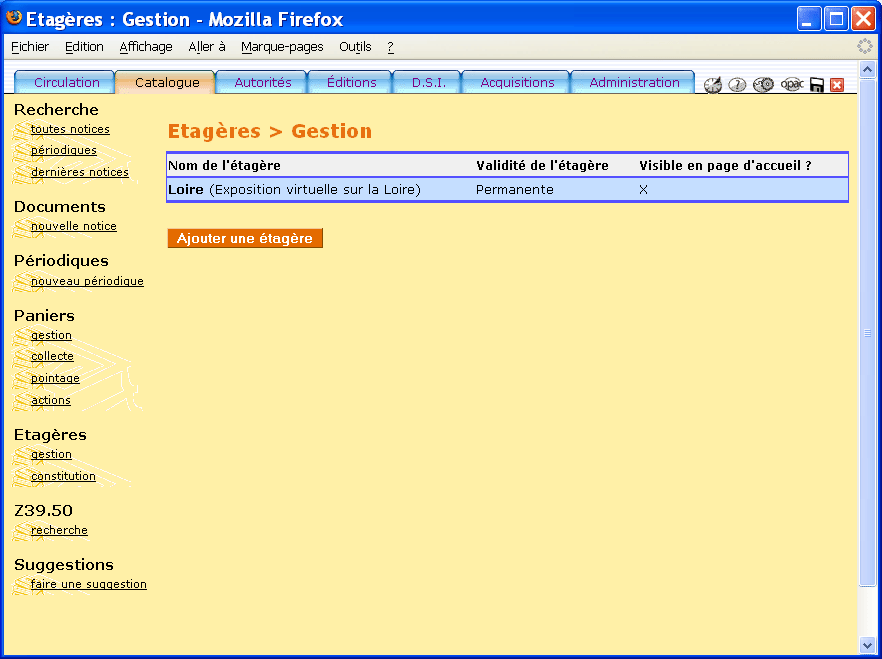 Etagères : Gestion - Mozilla Firefox
Fichier Edition Affichage Aller à Marque-pages Outils ?
Circulation Catalogue Autorités Éditions D.S.I. Acquisitions Administration ? opac
Recherche
toutes notices
périodiques
dernières notices
Documents
nouvelle notice
Périodiques
nouveau périodique
Paniers
gestion
collecte
pointage
actions
Etagères
gestion
constitution
Z39.50
recherche
Suggestions
faire une suggestion
Etagères > Gestion
Nom de l'étagère Validité de l'étagère Visible en page d'accueil ?
Loire (Exposition virtuelle sur la Loire) Permanente X
Ajouter une étagère